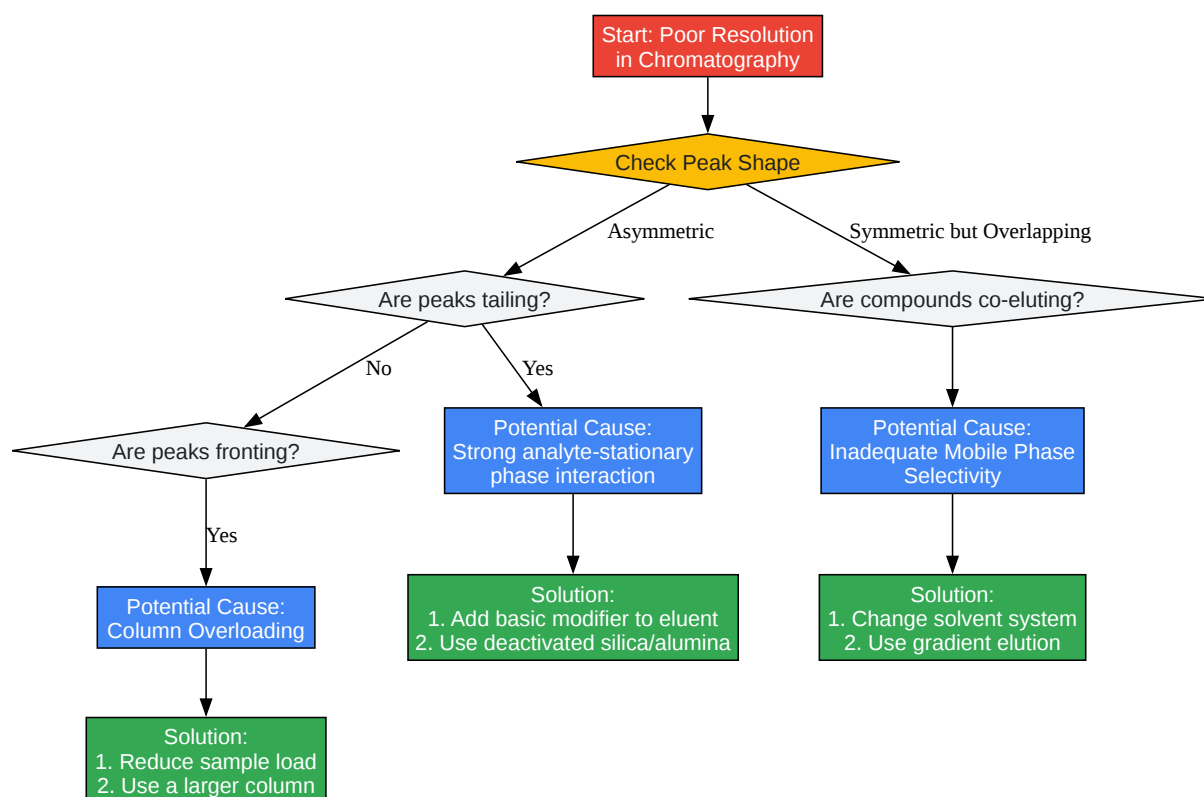 Start: Poor Resolution
in Chromatography
Check Peak Shape
Asymmetric
Symmetric but Overlapping
Are peaks tailing?
Are compounds co-eluting?
No
Yes
Are peaks fronting?
Potential Cause:
Strong analyte-stationary
phase interaction
Potential Cause:
Inadequate Mobile Phase
Selectivity
Yes
Potential Cause:
Column Overloading
Solution:
1. Add basic modifier to eluent
2. Use deactivated silica/alumina
Solution:
1. Change solvent system
2. Use gradient elution
Solution:
1. Reduce sample load
2. Use a larger column